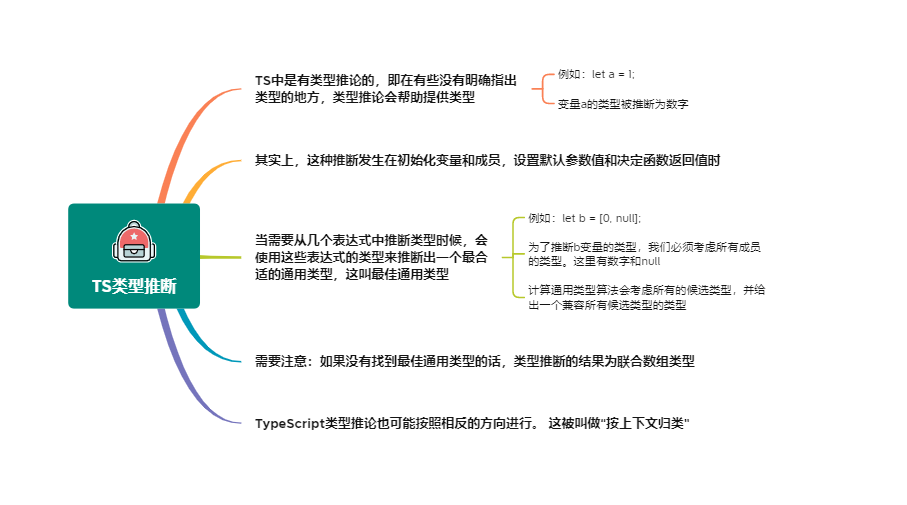 TS类型推断
TS中是有类型推论的，即在有些没有明确指出
类型的地方，类型推论会帮助提供类型
例如：let a = 1;
变量a的类型被推断为数字
其实上，这种推断发生在初始化变量和成员，设置默认参数值和决定函数返回值时
当需要从几个表达式中推断类型时候，会
使用这些表达式的类型来推断出一个最合
适的通用类型，这叫最佳通用类型
例如：let b = [0, null];
为了推断b变量的类型，我们必须考虑所有成员
的类型。这里有数字和null
计算通用类型算法会考虑所有的候选类型，并给
出一个兼容所有候选类型的类型
需要注意：如果没有找到最佳通用类型的话，类型推断的结果为联合数组类型
TypeScript类型推论也可能按照相反的方向进行。 这被叫做"按上下文归类"